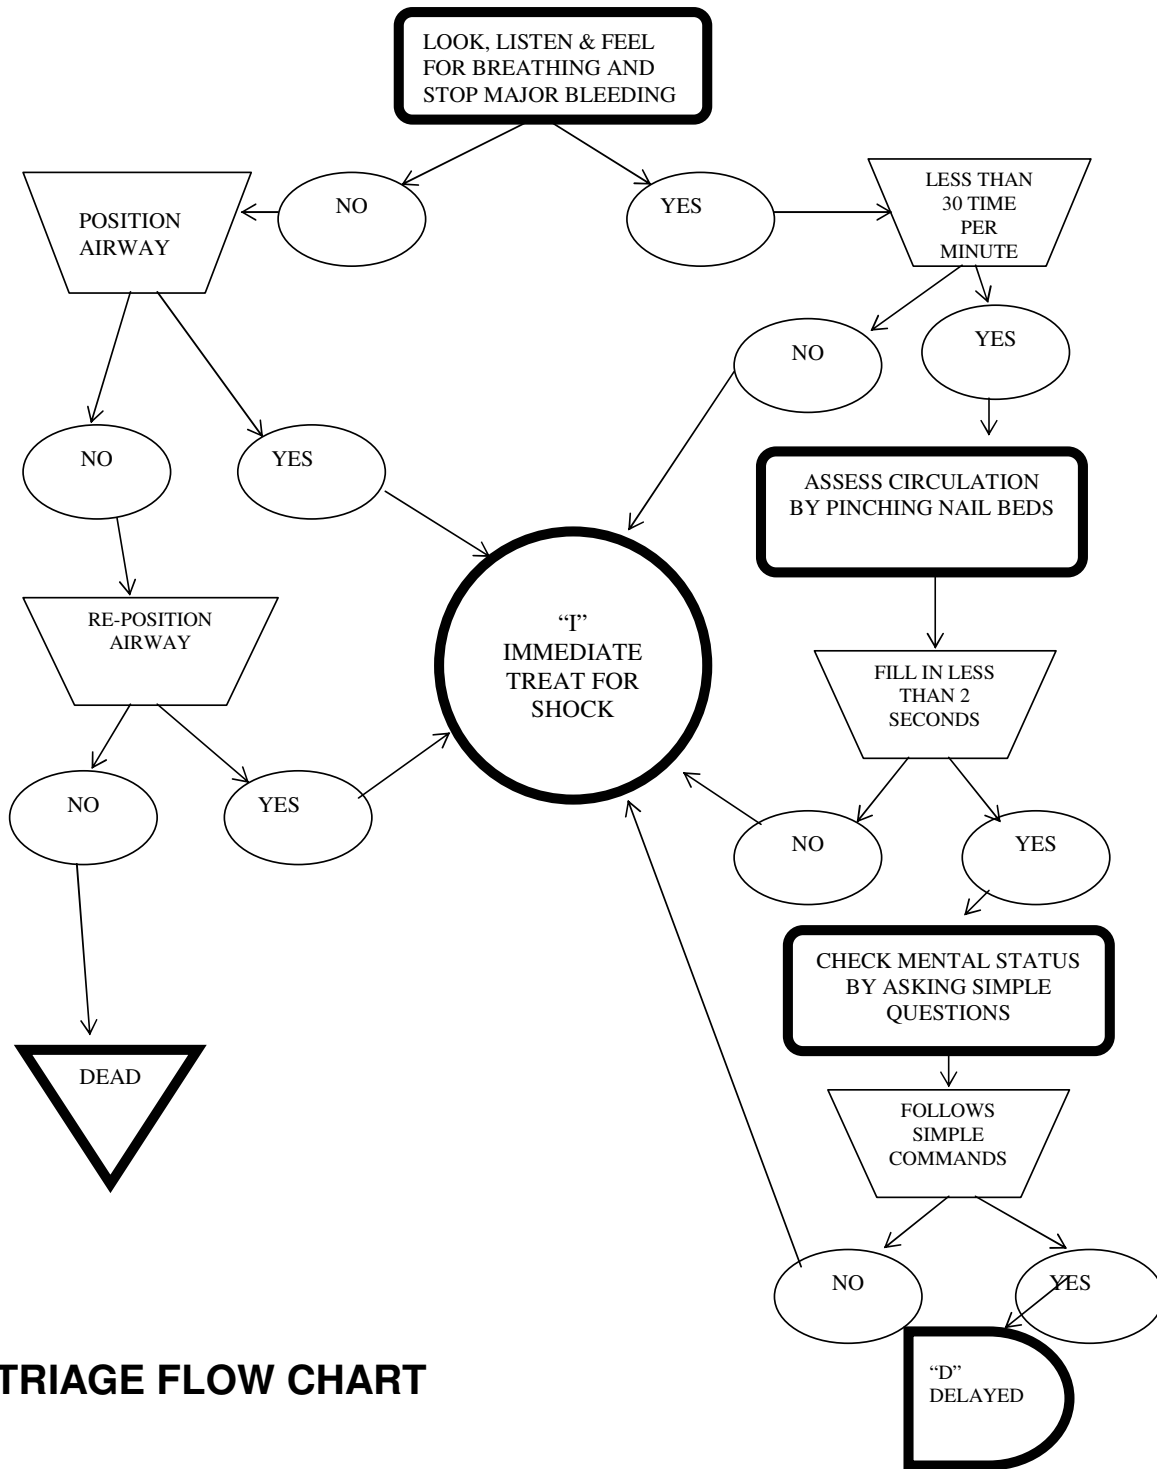 LOOK, LISTEN & FEEL
FOR BREATHING AND
STOP MAJOR BLEEDING
POSITION
AIRWAY
NO
YES
LESS THAN
30 TIME
PER
MINUTE
NO
YES
NO
YES
ASSESS CIRCULATION
BY PINCHING NAIL BEDS
RE-POSITION
AIRWAY
“I”
IMMEDIATE
TREAT FOR
SHOCK
FILL IN LESS
THAN 2
SECONDS
NO
YES
NO
YES
CHECK MENTAL STATUS
BY ASKING SIMPLE
QUESTIONS
DEAD
FOLLOWS
SIMPLE
COMMANDS
NO
YES
TRIAGE FLOW CHART
“D”
DELAYED